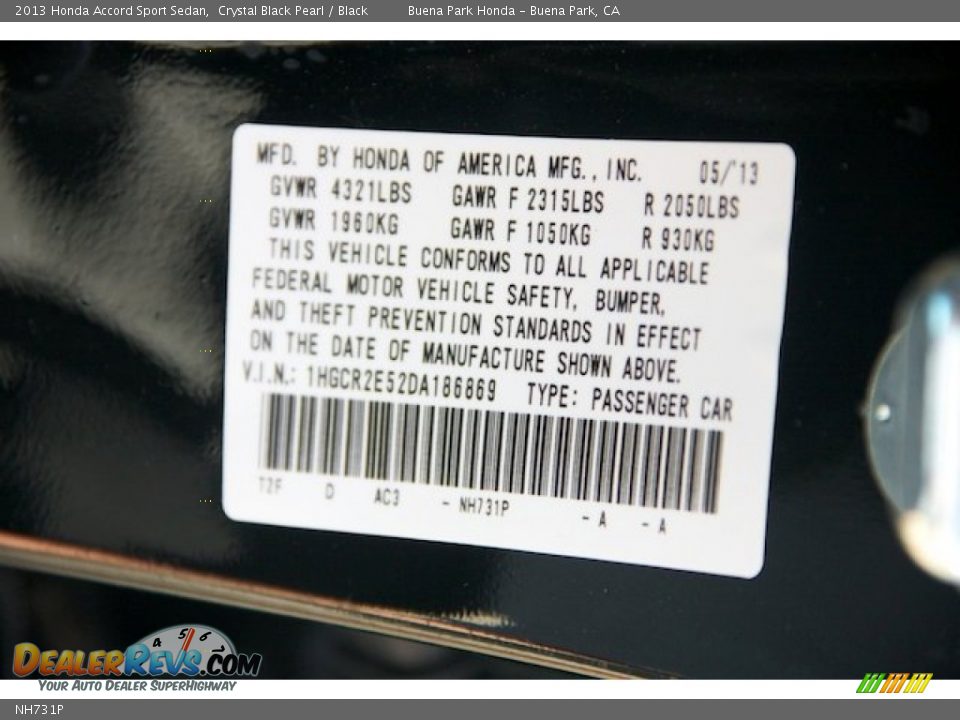 2013 Honda Accord Sport Sedan, Crystal Black Pearl / Black Buena Park Honda - Buena Park, CA
MFD. BY HONDA OF AMERICA MFG., INC. 05/'13
GVWR 4321LBS GAWR F 2315LBS R 2050LBS
GVWR 1960KG GAWR F 1050KG R 930KG
THIS VEHICLE CONFORMS TO ALL APPLICABLE
FEDERAL MOTOR VEHICLE SAFETY, BUMPER,
AND THEFT PREVENTION STANDARDS IN EFFECT
ON THE DATE OF MANUFACTURE SHOWN ABOVE.
V.I.N.: 1HGCR2E52DA186869 TYPE: PASSENGER CAR
T2F D AC3 - NH731P - A - A
4 5 6
DEALERREVS.COM
YOUR AUTO DEALER SUPERHIGHWAY
NH731P